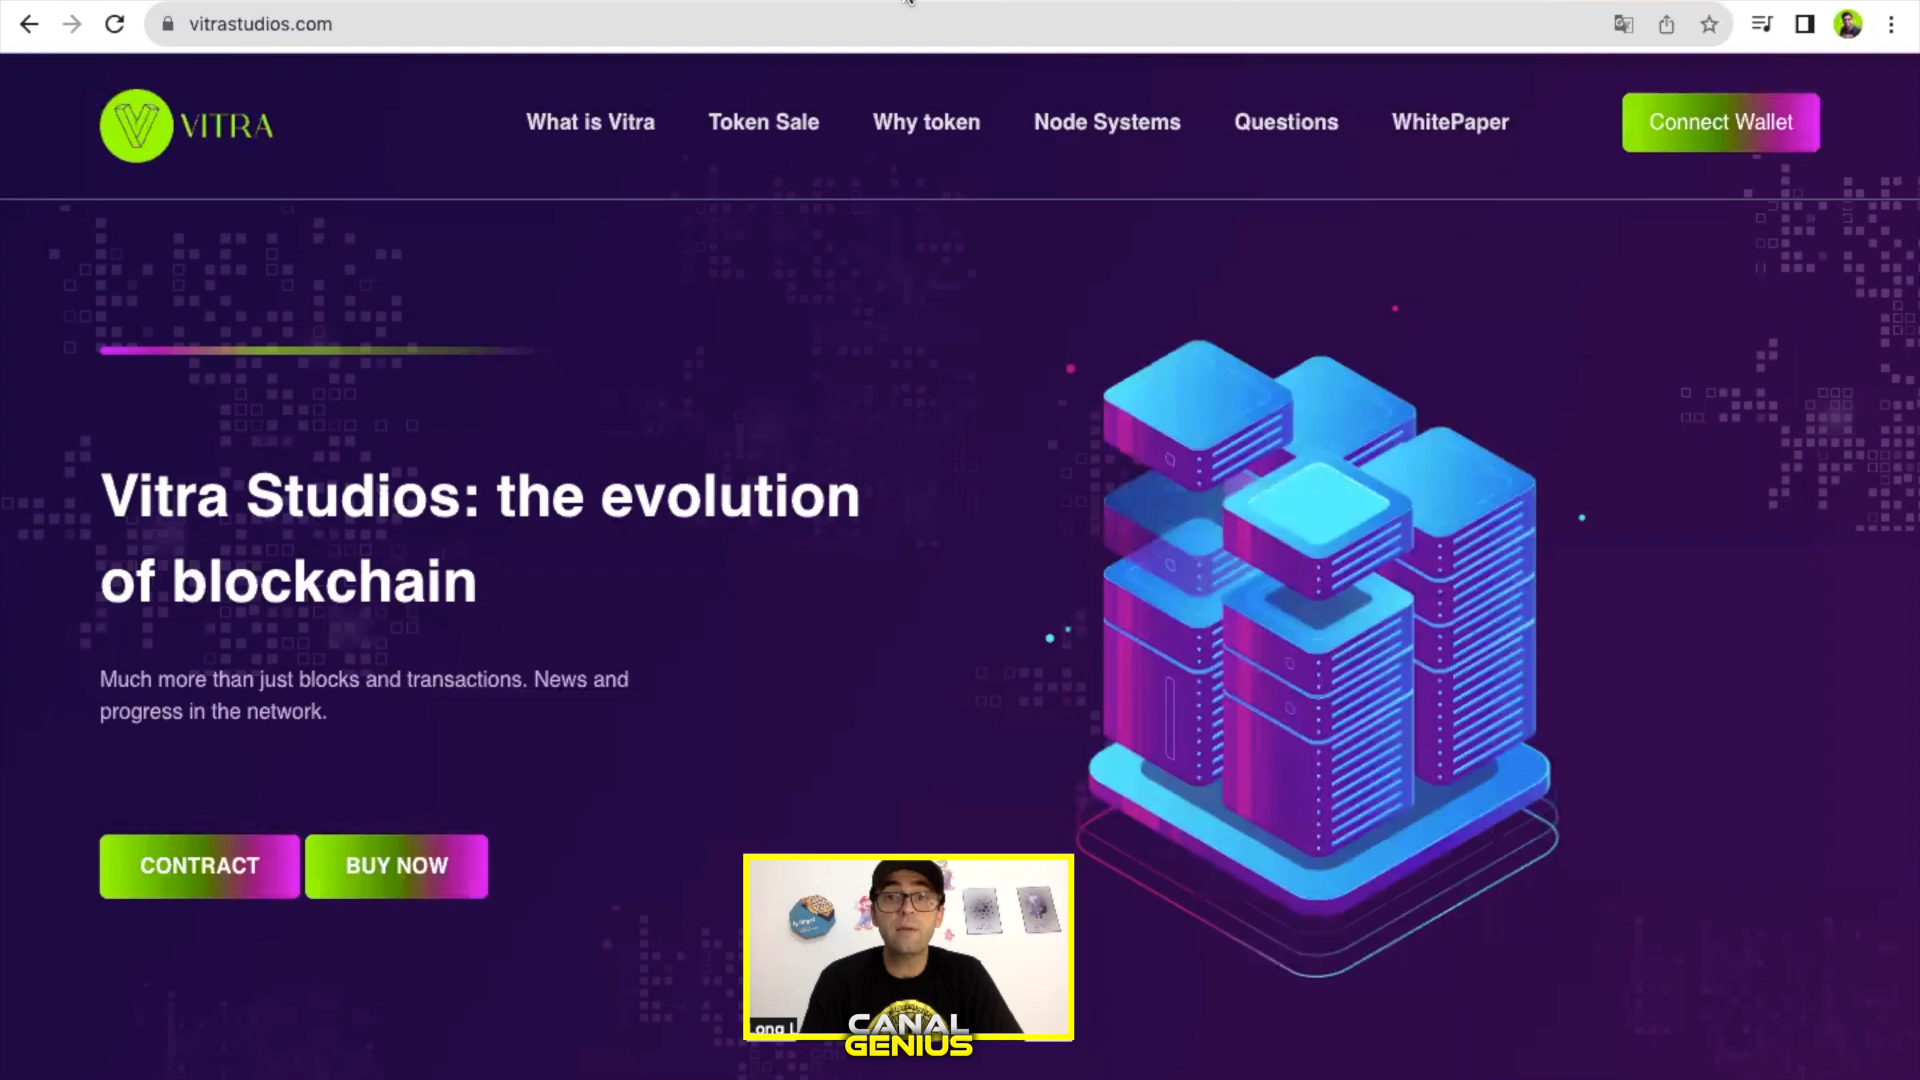 vitrastudios.com
VITRA
What is Vitra
Token Sale
Why token
Node Systems
Questions
WhitePaper
Connect Wallet
Vitra Studios: the evolution
of blockchain
Much more than just blocks and transactions. News and
progress in the network.
CONTRACT
BUY NOW
CANAL
GENIUS